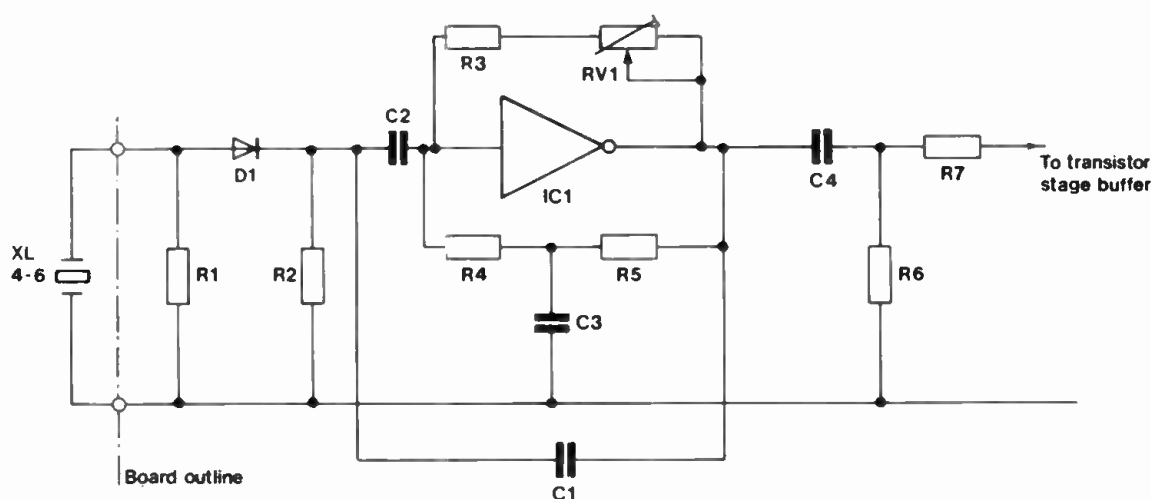 R3
RV1
C2
D1
IC1
C4
R7
To transistor
stage buffer
XL
4-6
R1
R2
R4
R5
R6
C3
Board outline
C1